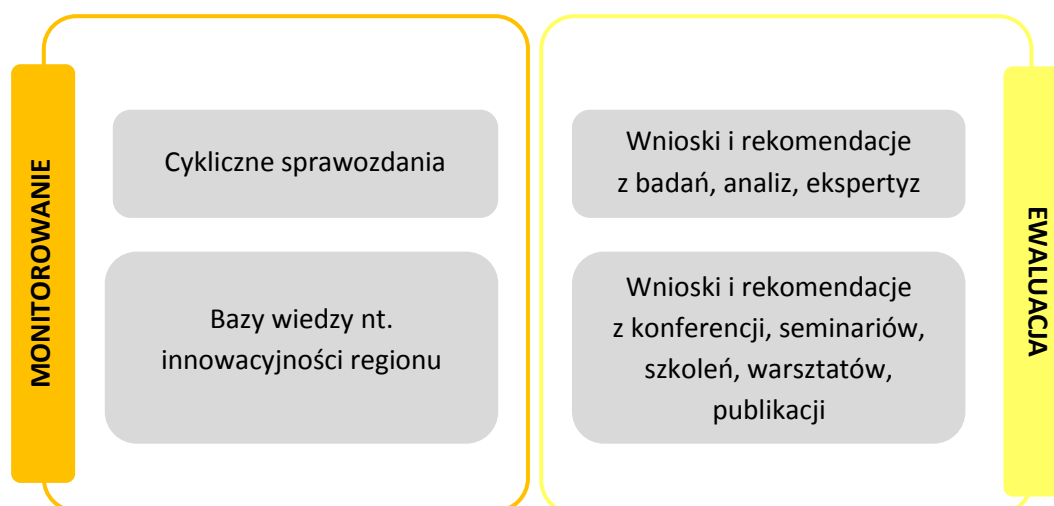 MONITOROWANIE
Cykliczne sprawozdania
Bazy wiedzy nt.
innowacyjności regionu
Wnioski i rekomendacje
z badań, analiz, ekspertyz
Wnioski i rekomendacje
z konferencji, seminariów,
szkoleń, warsztatów,
publikacji
EWALUACJA